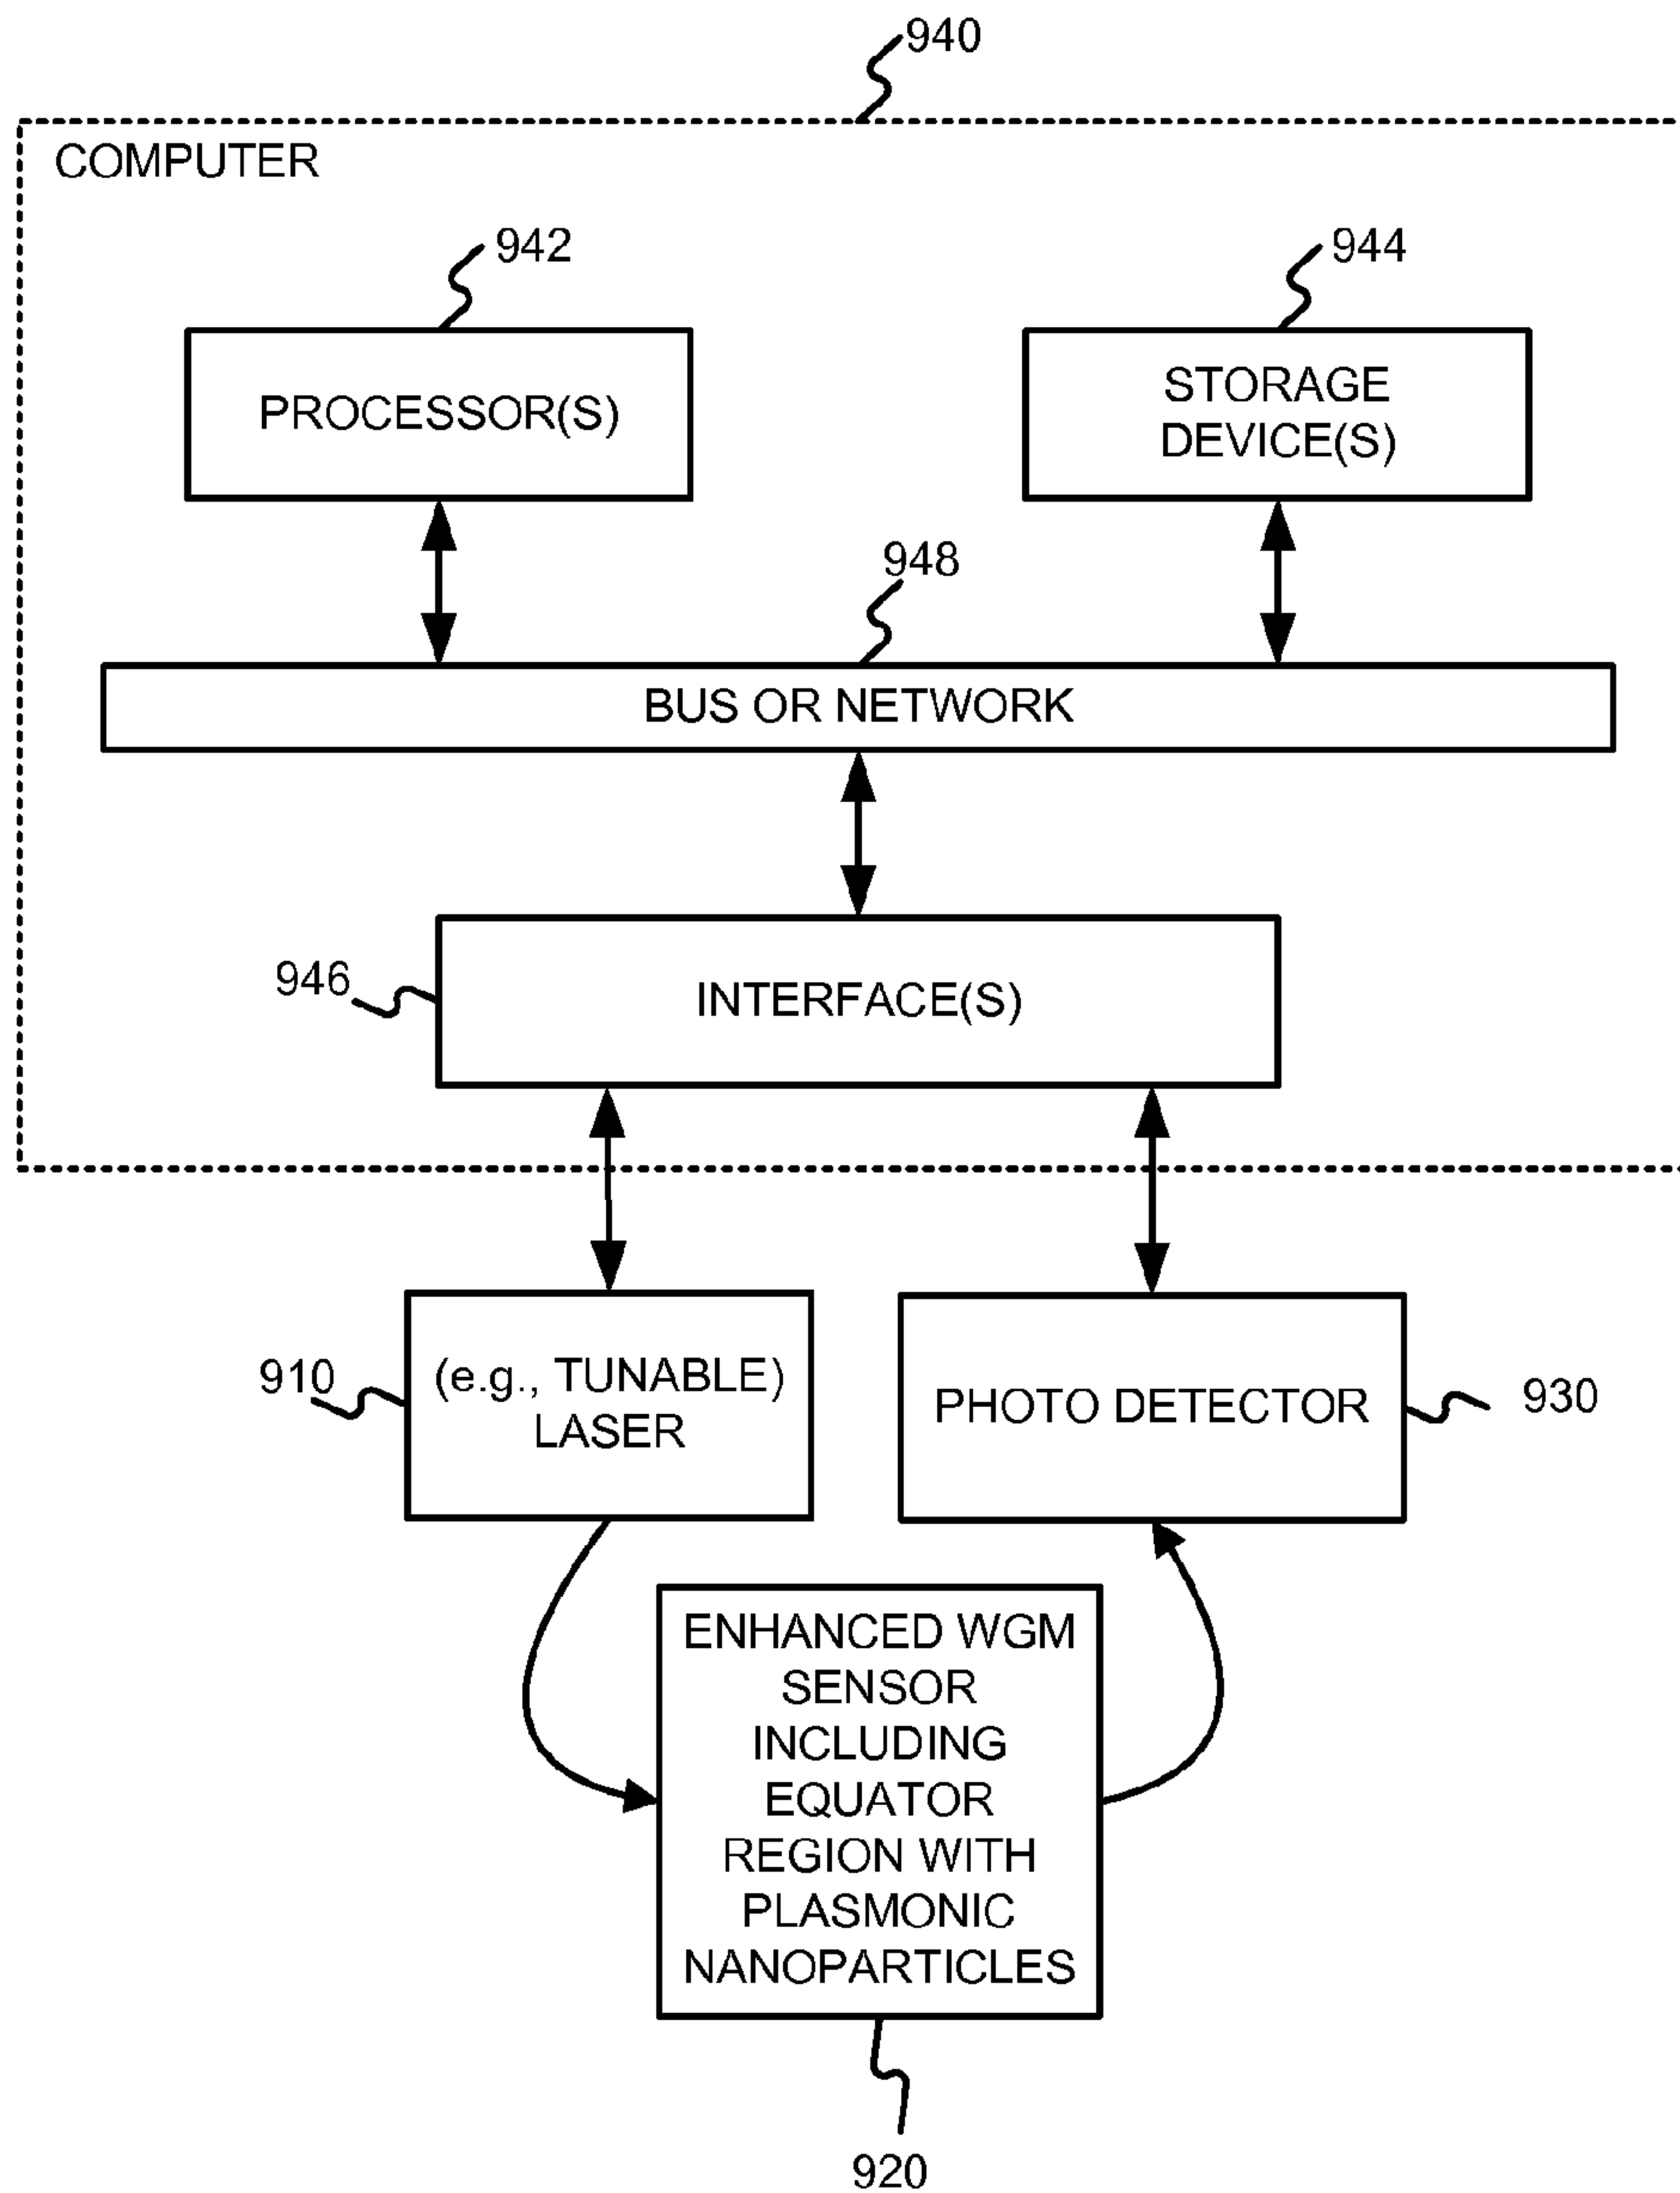 940
COMPUTER
942
944
PROCESSOR(S)
STORAGE
DEVICE(S)
948
BUS OR NETWORK
946
INTERFACE(S)
910
(e.g., TUNABLE)
LASER
PHOTO DETECTOR
930
ENHANCED WGM
SENSOR
INCLUDING
EQUATOR
REGION WITH
PLASMONIC
NANOPARTICLES
920